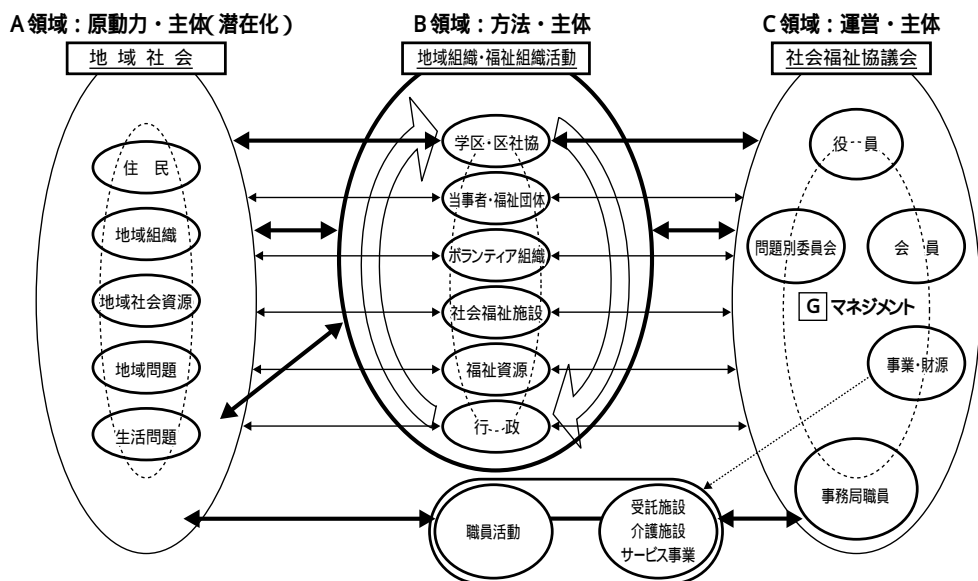 A領域：原動力・主体(潜在化)
地域社会
住民
地域組織
地域社会資源
地域問題
生活問題
B領域：方法・主体
地域組織・福祉組織活動
学区・区社協
当事者・福祉団体
ボランティア組織
社会福祉施設
福祉資源
行政
職員活動
受託施設
介護施設
サービス事業
C領域：運営・主体
社会福祉協議会
役員
問題別委員会
会員
G マネジメント
事業・財源
事務局職員